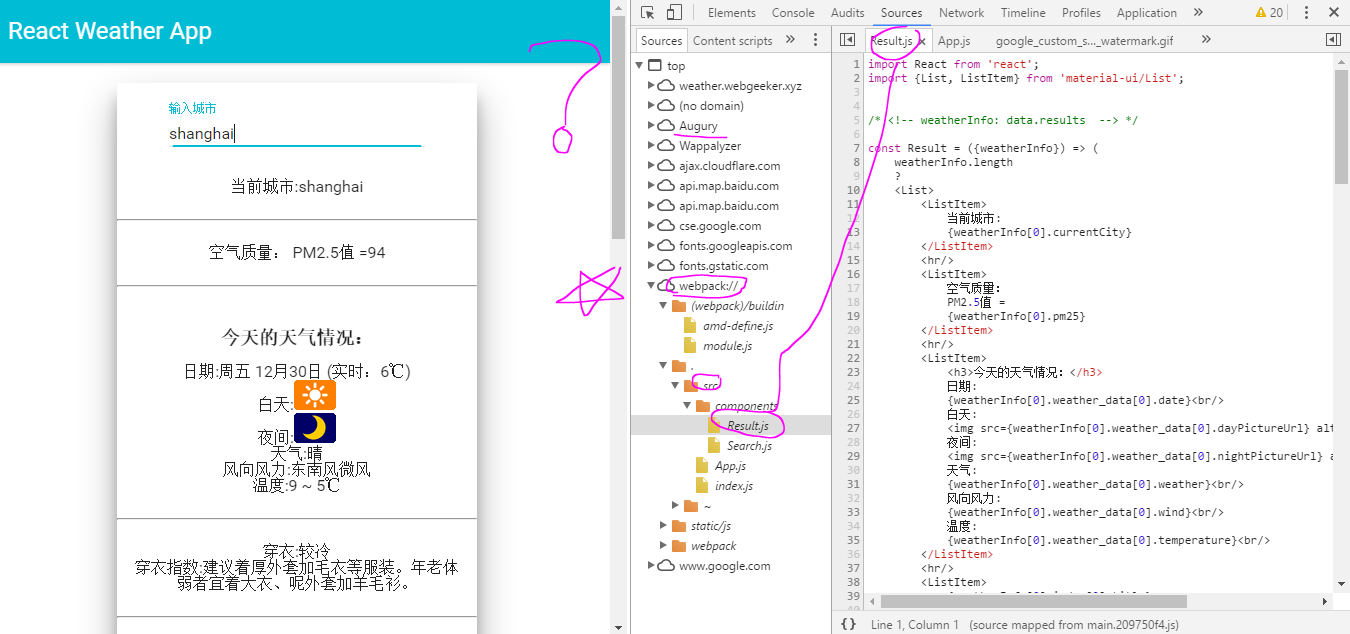 React Weather App
输入城市
shanghai
当前城市:shanghai
空气质量： PM2.5值 =94
今天的天气情况：
日期:周五 12月30日 (实时：6℃)
白天:
夜间:
天气:晴
风向风力:东南风微风
温度:9 ~ 5℃
穿衣:较冷
穿衣指数:建议着厚外套加毛衣等服装。年老体
弱者宜着大衣、呢外套加羊毛衫。
Elements Console Audits Sources Network Timeline Profiles Application » 20
Sources Content scripts »
top
weather.webgeeker.xyz
(no domain)
Augury
Wappalyzer
ajax.cloudflare.com
api.map.baidu.com
api.map.baidu.com
cse.google.com
fonts.googleapis.com
fonts.gstatic.com
webpack://
(webpack)/buildin
amd-define.js
module.js
.
src
components
Result.js
Search.js
App.js
index.js
~
static/js
webpack
www.google.com
Result.js × App.js google_custom_s…_watermark.gif »
1 import React from 'react';
2 import {List, ListItem} from 'material-ui/List';
3
4
5 /* <!-- weatherInfo: data.results --> */
6
7 const Result = ({weatherInfo}) => (
8 weatherInfo.length
9 ?
10 <List>
11 <ListItem>
12 当前城市:
13 {weatherInfo[0].currentCity}
14 </ListItem>
15 <hr/>
16 <ListItem>
17 空气质量:
18 PM2.5值 =
19 {weatherInfo[0].pm25}
20 </ListItem>
21 <hr/>
22 <ListItem>
23 <h3>今天的天气情况: </h3>
24 日期:
25 {weatherInfo[0].weather_data[0].date}<br/>
26 白天:
27 <img src={weatherInfo[0].weather_data[0].dayPictureUrl} alt
28 夜间:
29 <img src={weatherInfo[0].weather_data[0].nightPictureUrl} a
30 天气:
31 {weatherInfo[0].weather_data[0].weather}<br/>
32 风向风力:
33 {weatherInfo[0].weather_data[0].wind}<br/>
34 温度:
35 {weatherInfo[0].weather_data[0].temperature}<br/>
36 </ListItem>
37 <hr/>
38 <ListItem>
39
{} Line 1, Column 1 (source mapped from main.209750f4.js)